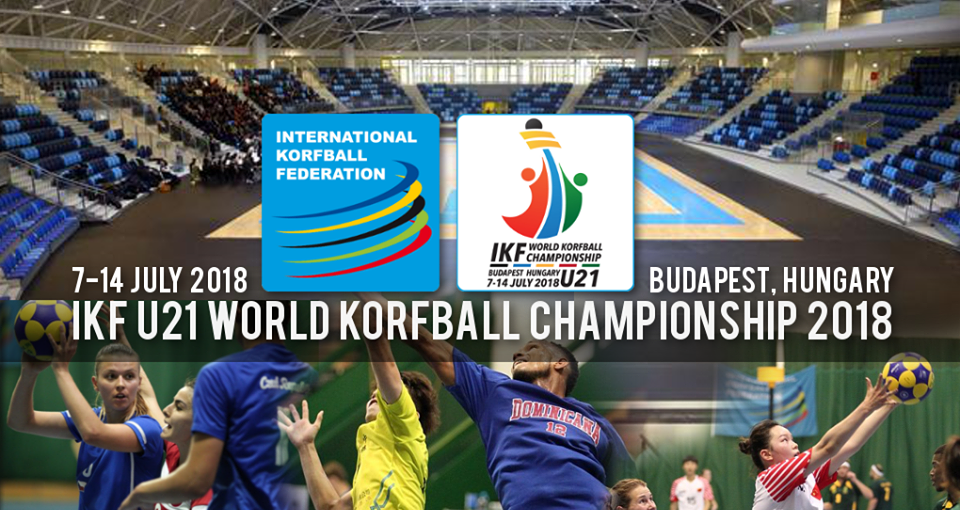 INTERNATIONAL
KORFBALL
FEDERATION
IKF WORLD KORFBALL
CHAMPIONSHIP
BUDAPEST HUNGARY
7-14 JULY 2018 U21
7-14 JULY 2018
BUDAPEST, HUNGARY
IKF U21 WORLD KORFBALL CHAMPIONSHIP 2018
DOMINICANA
12